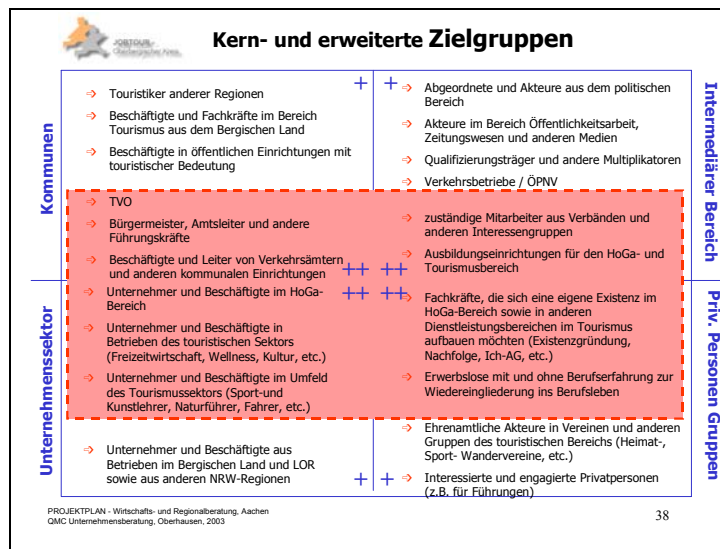 JOBTOUR-
Oberbergischer Kreis
Kern- und erweiterte Zielgruppen
Kommunen
+
⇨ Touristiker anderer Regionen
⇨ Beschäftigte und Fachkräfte im Bereich
Tourismus aus dem Bergischen Land
⇨ Beschäftigte in öffentlichen Einrichtungen mit
touristischer Bedeutung
⇨ TVO
⇨ Bürgermeister, Amtsleiter und andere
Führungskräfte
⇨ Beschäftigte und Leiter von Verkehrsämtern
und anderen kommunalen Einrichtungen
++
Intermediärer Bereich
+
⇨ Abgeordnete und Akteure aus dem politischen
Bereich
⇨ Akteure im Bereich Öffentlichkeitsarbeit,
Zeitungswesen und anderen Medien
⇨ Qualifizierungsträger und andere Multiplikatoren
⇨ Verkehrsbetriebe / ÖPNV
⇨ zuständige Mitarbeiter aus Verbänden und
anderen Interessengruppen
⇨ Ausbildungseinrichtungen für den HoGa- und
Tourismusbereich
++
Unternehmenssektor
++
⇨ Unternehmer und Beschäftigte im HoGa-
Bereich
⇨ Unternehmer und Beschäftigte in
Betrieben des touristischen Sektors
(Freizeitwirtschaft, Wellness, Kultur, etc.)
⇨ Unternehmer und Beschäftigte im Umfeld
des Tourismussektors (Sport-und
Kunstlehrer, Naturführer, Fahrer, etc.)
⇨ Unternehmer und Beschäftigte aus
Betrieben im Bergischen Land und LOR
sowie aus anderen NRW-Regionen
+
Priv. Personen Gruppen
++
⇨ Fachkräfte, die sich eine eigene Existenz im
HoGa-Bereich sowie in anderen
Dienstleistungsbereichen im Tourismus
aufbauen möchten (Existenzgründung,
Nachfolge, Ich-AG, etc.)
⇨ Erwerbslose mit und ohne Berufserfahrung zur
Wiedereingliederung ins Berufsleben
⇨ Ehrenamtliche Akteure in Vereinen und anderen
Gruppen des touristischen Bereichs (Heimat-,
Sport- Wandervereine, etc.)
⇨ Interessierte und engagierte Privatpersonen
(z.B. für Führungen)
+
PROJEKTPLAN - Wirtschafts- und Regionalberatung, Aachen
QMC Unternehmensberatung, Oberhausen, 2003
38